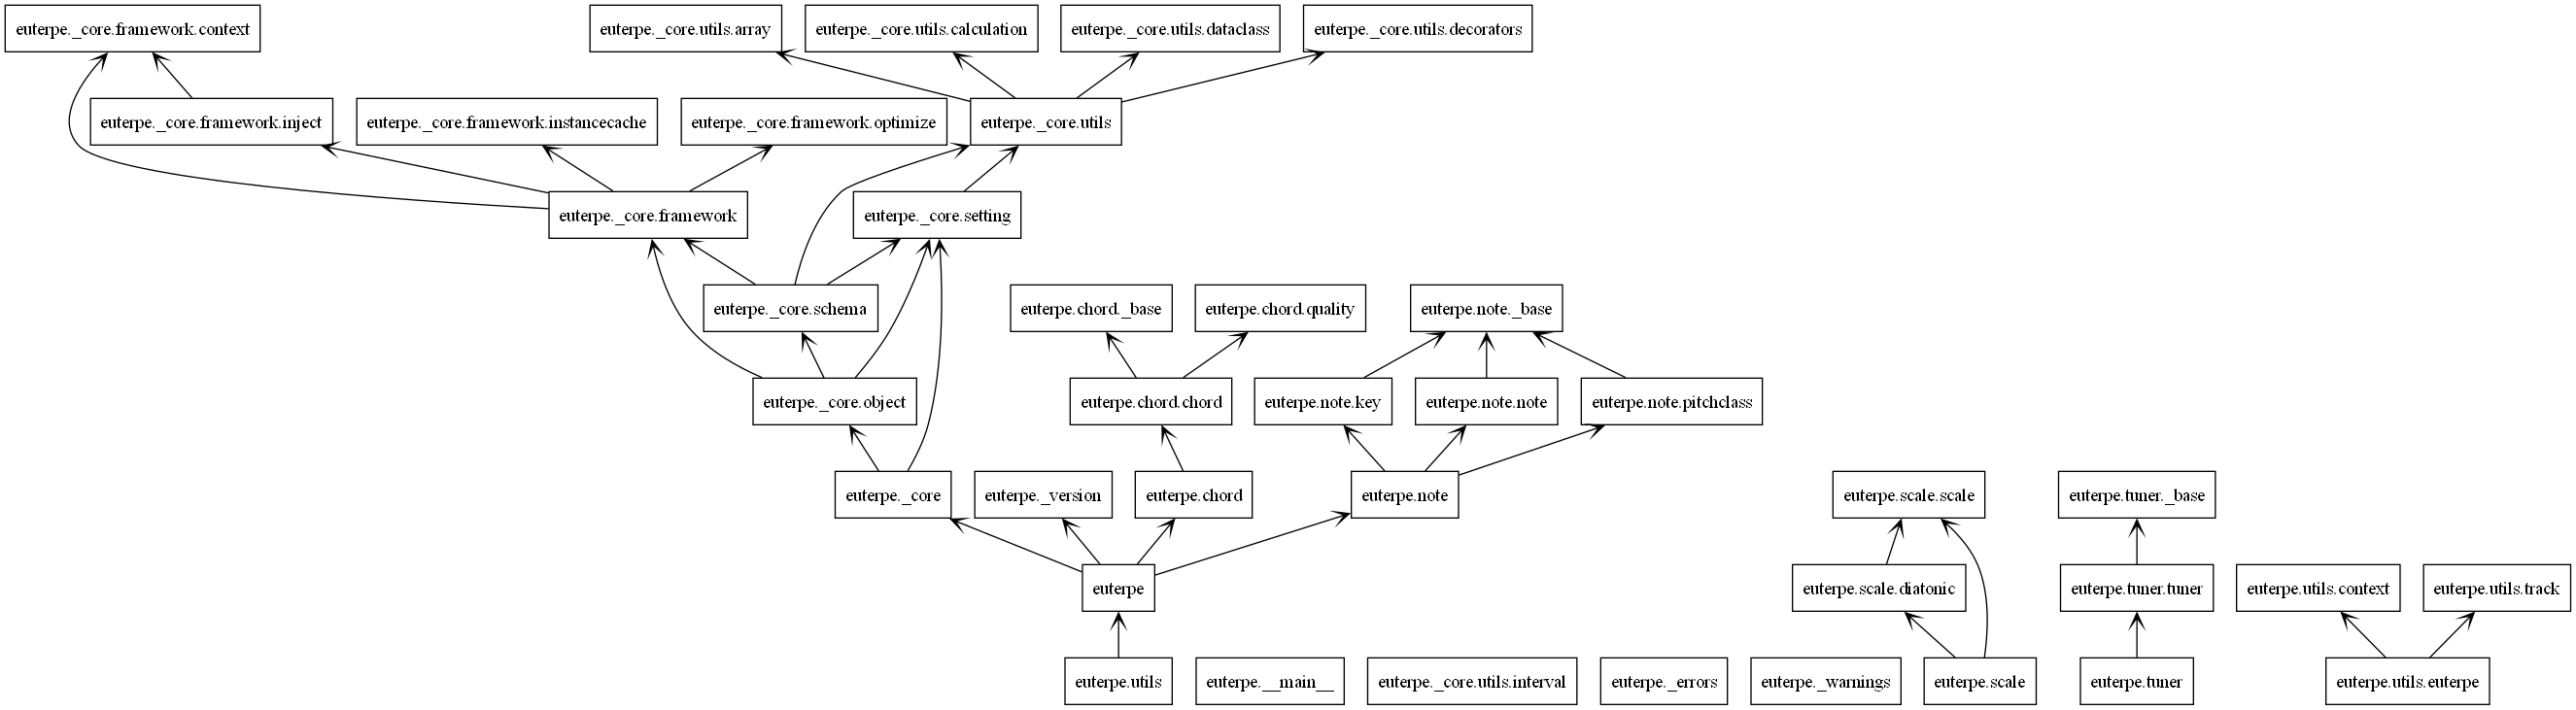 euterpe._core.framework.context
euterpe._core.utils.array
euterpe._core.utils.calculation
euterpe._core.utils.dataclass
euterpe._core.utils.decorators
euterpe._core.framework.inject
euterpe._core.framework.instancecache
euterpe._core.framework.optimize
euterpe._core.utils
euterpe._core.framework
euterpe._core.setting
euterpe._core.schema
euterpe.chord._base
euterpe.chord.quality
euterpe.note._base
euterpe._core.object
euterpe.chord.chord
euterpe.note.key
euterpe.note.note
euterpe.note.pitchclass
euterpe._core
euterpe._version
euterpe.chord
euterpe.note
euterpe.scale.scale
euterpe.tuner._base
euterpe
euterpe.scale.diatonic
euterpe.tuner.tuner
euterpe.utils.context
euterpe.utils.track
euterpe.utils
euterpe.__main__
euterpe._core.utils.interval
euterpe._errors
euterpe._warnings
euterpe.scale
euterpe.tuner
euterpe.utils.euterpe